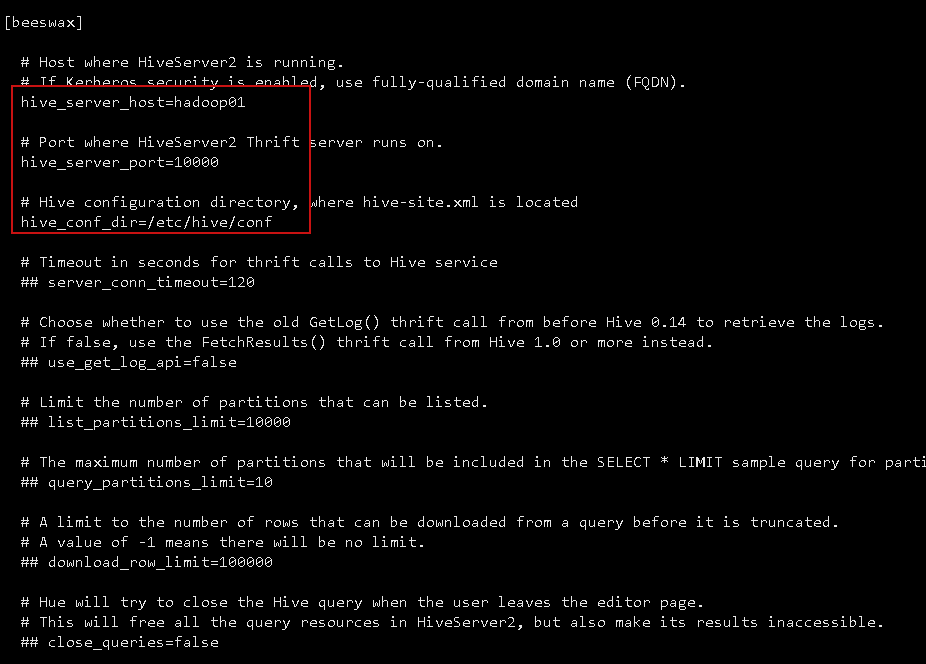 [beeswax]
# Host where HiveServer2 is running.
# If Kerberos security is enabled, use fully-qualified domain name (FQDN).
hive_server_host=hadoop01
# Port where HiveServer2 Thrift server runs on.
hive_server_port=10000
# Hive configuration directory, where hive-site.xml is located
hive_conf_dir=/etc/hive/conf
# Timeout in seconds for thrift calls to Hive service
## server_conn_timeout=120
# Choose whether to use the old GetLog() thrift call from before Hive 0.14 to retrieve the logs.
# If false, use the FetchResults() thrift call from Hive 1.0 or more instead.
## use_get_log_api=false
# Limit the number of partitions that can be listed.
## list_partitions_limit=10000
# The maximum number of partitions that will be included in the SELECT * LIMIT sample query for parti
## query_partitions_limit=10
# A limit to the number of rows that can be downloaded from a query before it is truncated.
# A value of -1 means there will be no limit.
## download_row_limit=100000
# Hue will try to close the Hive query when the user leaves the editor page.
# This will free all the query resources in HiveServer2, but also make its results inaccessible.
## close_queries=false